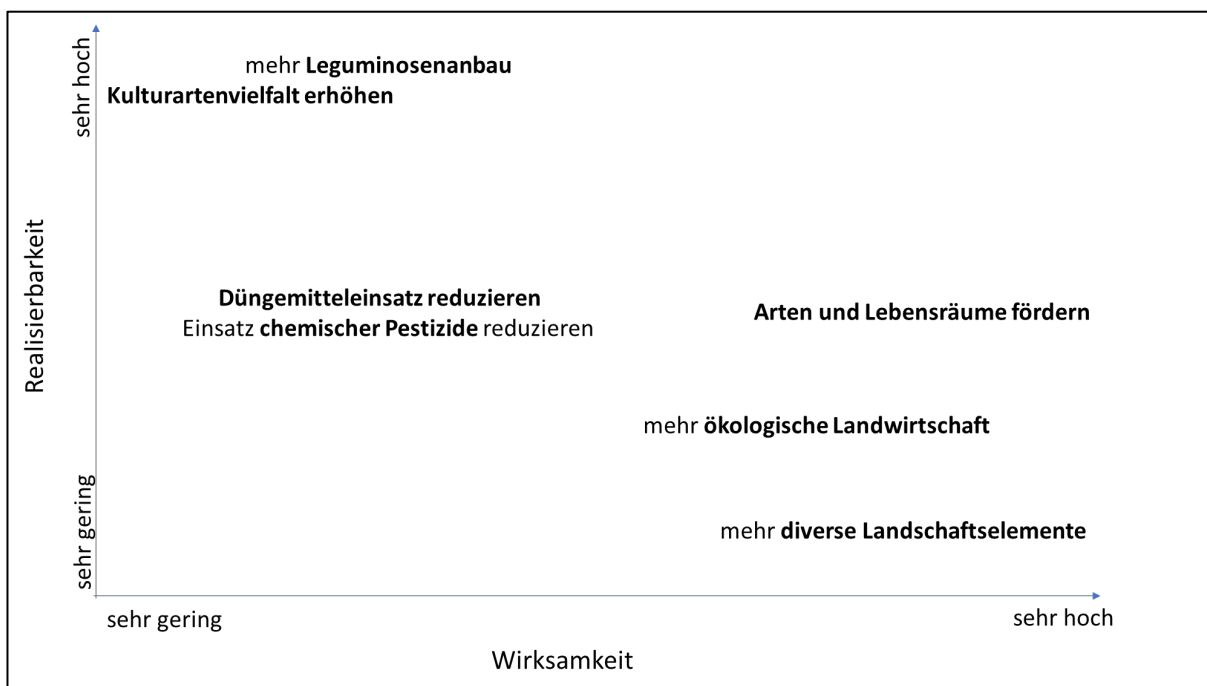 sehr hoch
mehr Leguminosenanbau
Kulturartenvielfalt erhöhen
Realisierbarkeit
Düngemitteleinsatz reduzieren
Einsatz chemischer Pestizide reduzieren
Arten und Lebensräume fördern
mehr ökologische Landwirtschaft
sehr gering
mehr diverse Landschaftselemente
sehr gering
sehr hoch
Wirksamkeit